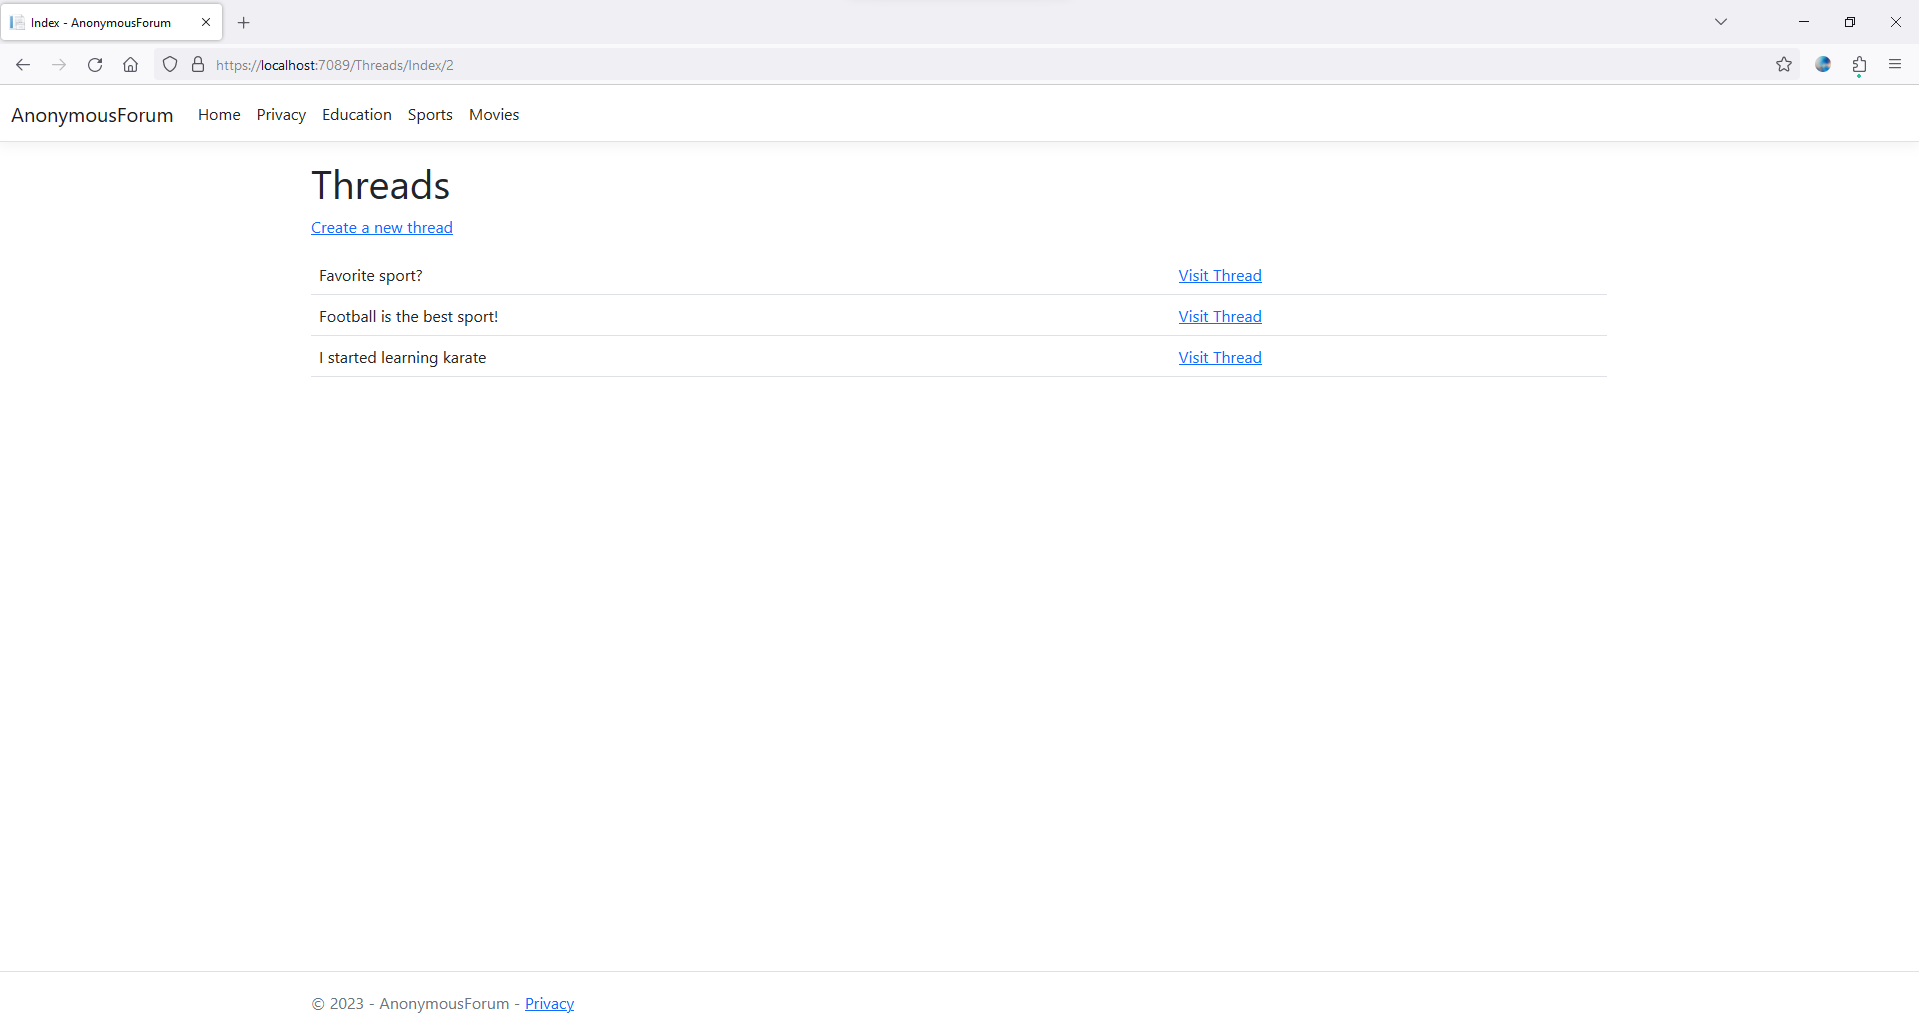 Index - AnonymousForum
https://localhost:7089/Threads/Index/2
AnonymousForum Home Privacy Education Sports Movies
Threads
Create a new thread
Favorite sport? Visit Thread
Football is the best sport! Visit Thread
I started learning karate Visit Thread
© 2023 - AnonymousForum - Privacy